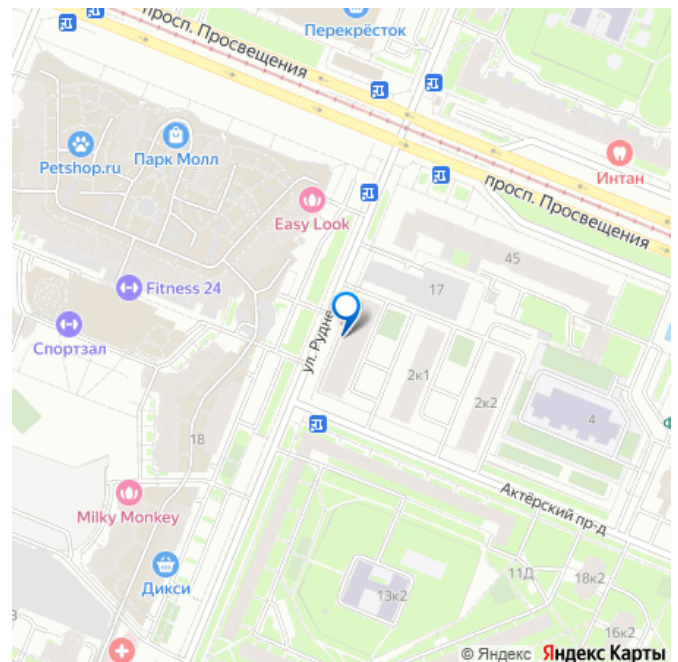 Перекрёсток
просп. Просвещения
Парк Молл
Petshop.ru
Интан
просп. Просвещения
Easy Look
45
17
Fitness 24
ул. Рудне
Спортзал
2к1
2к2
4
18
Актёрский пр-д
Milky Monkey
Дикси
11Д
18к2
13к2
16к2
© Яндекс Яндекс Карты